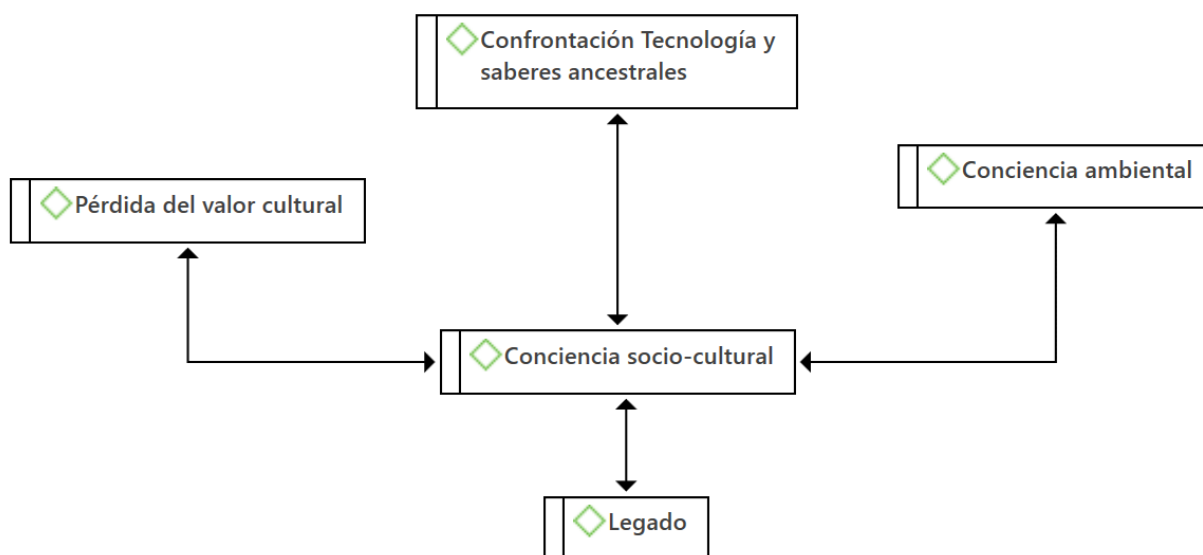 Confrontación Tecnología y
saberes ancestrales
Conciencia ambiental
Pérdida del valor cultural
Conciencia socio-cultural
Legado